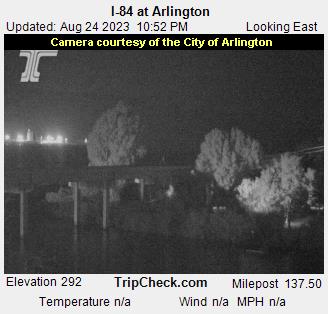 I-84 at Arlington
Updated: Aug 24 2023 10:52 PM Looking East
Camera courtesy of the City of Arlington
Elevation 292 TripCheck.com Milepost 137.50
Temperature n/a Wind n/a MPH n/a